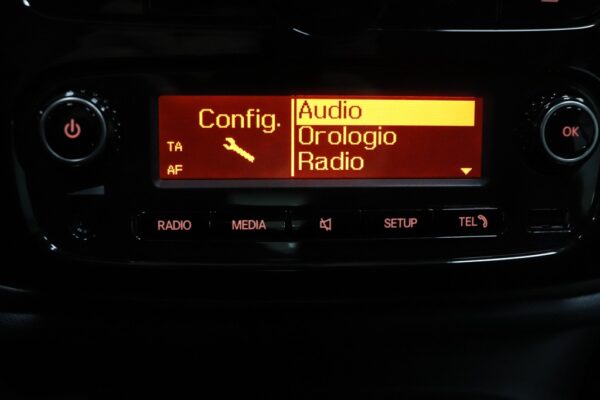 Config.
TA
AF
Audio
Orologio
Radio
OK
RADIO
MEDIA
SETUP
TEL